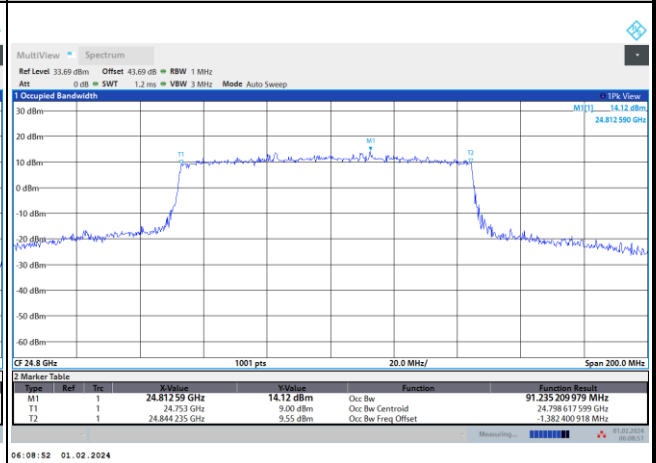 MultiView Spectrum
Ref Level 33.69 dBm Offset 43.69 dB RBW 1 MHz
Att 0 dB SWT 1.2 ms VBW 3 MHz Mode Auto Sweep
1 Occupied Bandwidth 1Pk View
M1[1] 14.12 dBm
24.812 590 GHz
30 dBm
20 dBm
M1
T1 T2
10 dBm
0 dBm
-10 dBm
-20 dBm
-30 dBm
-40 dBm
-50 dBm
-60 dBm
CF 24.8 GHz 1001 pts 20.0 MHz/ Span 200.0 MHz
2 Marker Table
Type Ref Trc X-Value Y-Value Function Function Result
M1 1 24.812 59 GHz 14.12 dBm Occ Bw 91.235 209 979 MHz
T1 1 24.753 GHz 9.00 dBm Occ Bw Centroid 24.798 617 599 GHz
T2 1 24.844 235 GHz 9.55 dBm Occ Bw Freq Offset -1.382 400 918 MHz
Measuring... 01.02.2024
06:08:51
06:08:52 01.02.2024